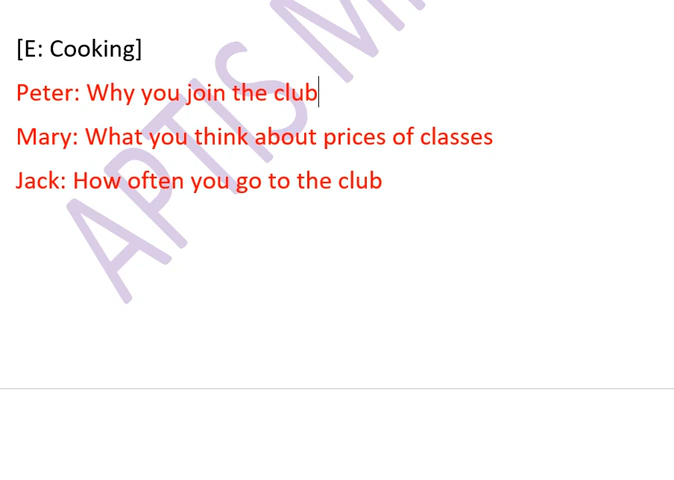 [E: Cooking]
Peter: Why you join the club
Mary: What you think about prices of classes
Jack: How often you go to the club
APTIS